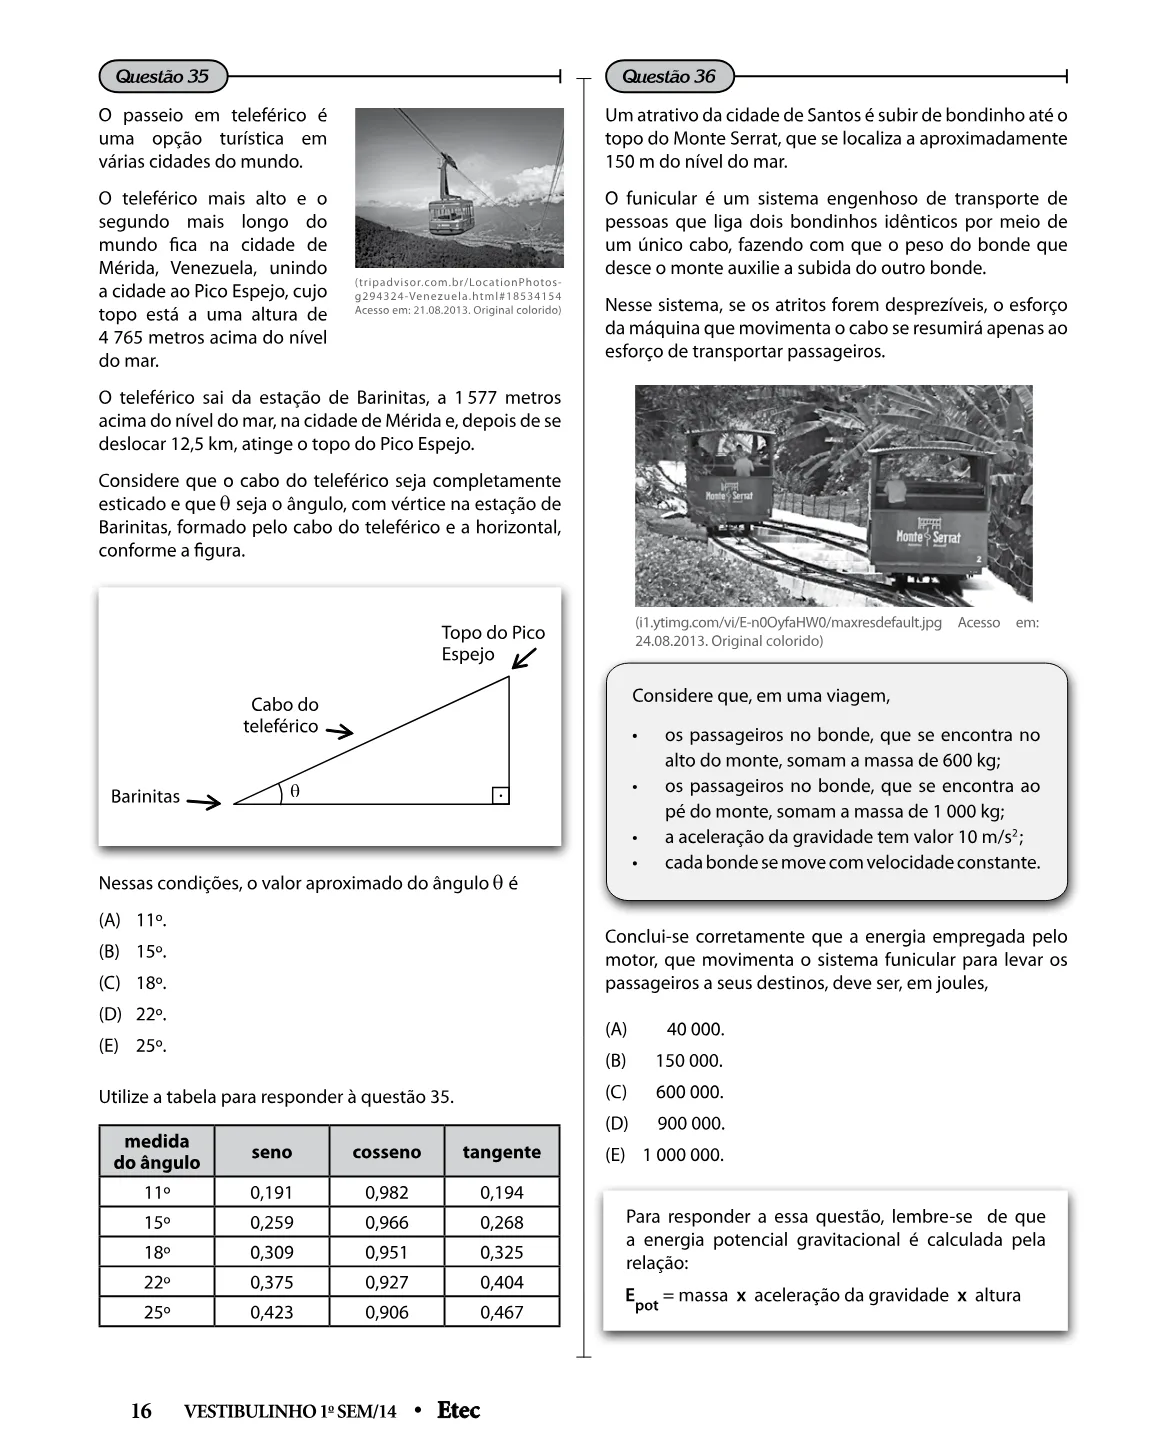 Questão 35
O passeio em teleférico é
uma opção turística em
várias cidades do mundo.
O teleférico mais alto e o
segundo mais longo do
mundo fica na cidade de
Mérida, Venezuela, unindo
a cidade ao Pico Espejo, cujo
topo está a uma altura de
4 765 metros acima do nível
do mar.
(tripadvisor.com.br/LocationPhotos-
g294324-Venezuela.html#18534154
Acesso em: 21.08.2013. Original colorido)
O teleférico sai da estação de Barinitas, a 1 577 metros
acima do nível do mar, na cidade de Mérida e, depois de se
deslocar 12,5 km, atinge o topo do Pico Espejo.
Considere que o cabo do teleférico seja completamente
esticado e que θ seja o ângulo, com vértice na estação de
Barinitas, formado pelo cabo do teleférico e a horizontal,
conforme a figura.
Topo do Pico
Espejo
Cabo do
teleférico
Barinitas
θ
Nessas condições, o valor aproximado do ângulo θ é
(A) 11º.
(B) 15º.
(C) 18º.
(D) 22º.
(E) 25º.
Utilize a tabela para responder à questão 35.
medida
do ângulo seno cosseno tangente
11º 0,191 0,982 0,194
15º 0,259 0,966 0,268
18º 0,309 0,951 0,325
22º 0,375 0,927 0,404
25º 0,423 0,906 0,467
Questão 36
Um atrativo da cidade de Santos é subir de bondinho até o
topo do Monte Serrat, que se localiza a aproximadamente
150 m do nível do mar.
O funicular é um sistema engenhoso de transporte de
pessoas que liga dois bondinhos idênticos por meio de
um único cabo, fazendo com que o peso do bonde que
desce o monte auxilie a subida do outro bonde.
Nesse sistema, se os atritos forem desprezíveis, o esforço
da máquina que movimenta o cabo se resumirá apenas ao
esforço de transportar passageiros.
Monte Serrat
Monte Serrat
2
(i1.ytimg.com/vi/E-n0OyfaHW0/maxresdefault.jpg Acesso em:
24.08.2013. Original colorido)
Considere que, em uma viagem,
• os passageiros no bonde, que se encontra no
alto do monte, somam a massa de 600 kg;
• os passageiros no bonde, que se encontra ao
pé do monte, somam a massa de 1 000 kg;
• a aceleração da gravidade tem valor 10 m/s²;
• cada bonde se move com velocidade constante.
Conclui-se corretamente que a energia empregada pelo
motor, que movimenta o sistema funicular para levar os
passageiros a seus destinos, deve ser, em joules,
(A) 40 000.
(B) 150 000.
(C) 600 000.
(D) 900 000.
(E) 1 000 000.
Para responder a essa questão, lembre-se de que
a energia potencial gravitacional é calculada pela
relação:
Epot = massa x aceleração da gravidade x altura
16 VESTIBULINHO 1º SEM/14 • Etec